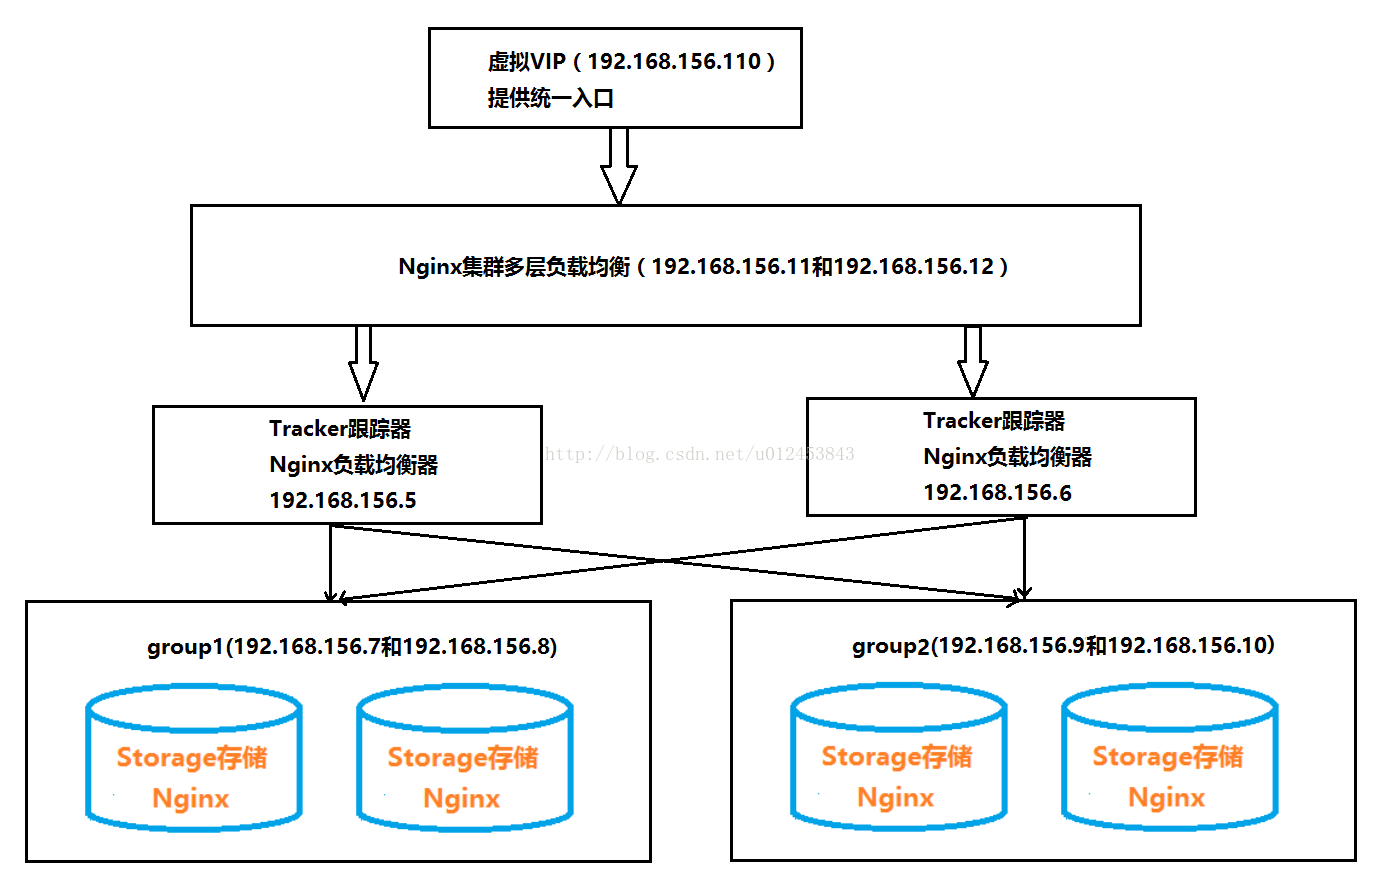 虚拟VIP（192.168.156.110）
提供统一入口
Nginx集群多层负载均衡（192.168.156.11和192.168.156.12）
Tracker跟踪器
Nginx负载均衡器
192.168.156.5
Tracker跟踪器
Nginx负载均衡器
192.168.156.6
http://blog.csdn.net/u012453843
group1(192.168.156.7和192.168.156.8)
Storage存储
Nginx
Storage存储
Nginx
group2(192.168.156.9和192.168.156.10)
Storage存储
Nginx
Storage存储
Nginx